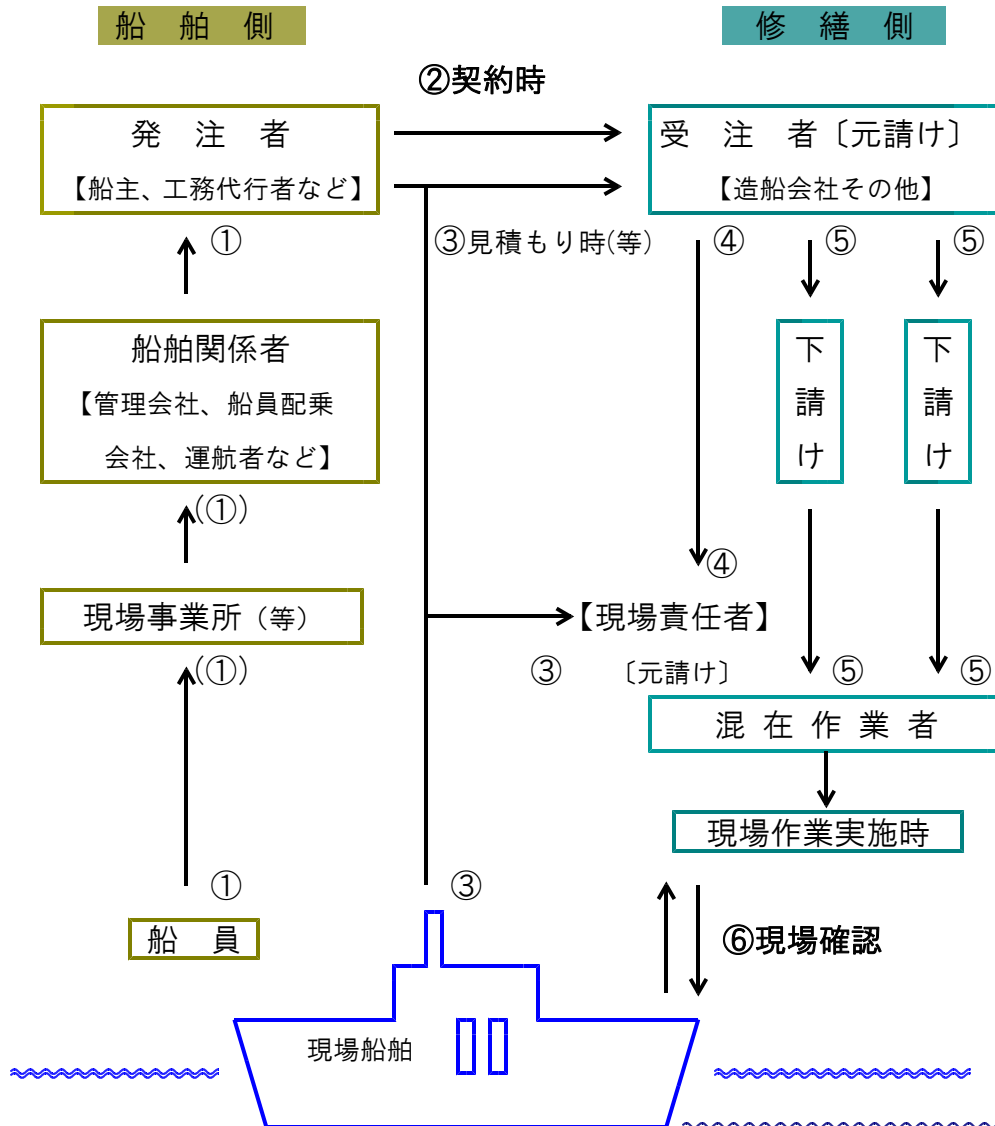 船 舶 側
修 繕 側
②契約時
発 注 者
【船主、工務代行者など】
受 注 者〔元請け〕
【造船会社その他】
①
③見積もり時(等)
④
⑤
⑤
船舶関係者
【管理会社、船員配乗
会社、運航者など】
下請け
下請け
(①)
④
現場事業所（等）
【現場責任者】
(①)
③
〔元請け〕
⑤
⑤
混 在 作 業 者
現場作業実施時
①
③
船 員
⑥現場確認
現場船舶